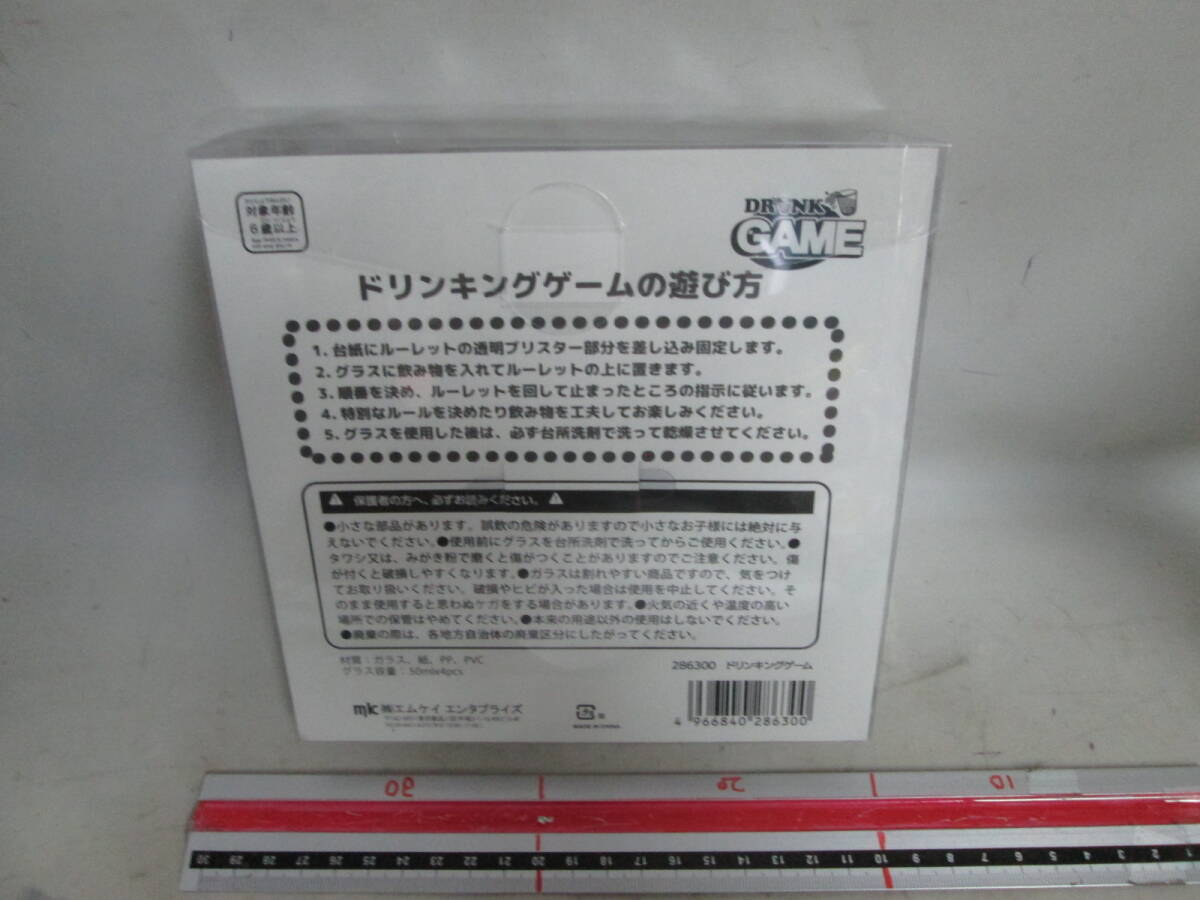 対象年齢
6歳以上
DRUNK
GAME
ドリンキングゲームの遊び方
1. 台紙にルーレットの透明ブリスター部分を差し込み固定します。
2. グラスに飲み物を入れてルーレットの上に置きます。
3. 順番を決め、ルーレットを回して止まったところの指示に従います。
4. 特別なルールを決めたり飲み物を工夫してお楽しみください。
5. グラスを使用した後は、必ず台所洗剤で洗って乾燥させてください。
保護者の方へ、必ずお読みください。
●小さな部品があります。誤飲の危険がありますので小さなお子様には絶対に与
えないでください。●使用前にグラスを台所洗剤で洗ってからご使用ください。●
タワシ又は、みがき粉で磨くと傷がつくことがありますのでご注意ください。傷
が付くと破損しやすくなります。●ガラスは割れやすい商品ですので、気をつけ
てお取り扱いください。破損やヒビが入った場合は使用を中止してください。そ
のまま使用すると思わぬケガをする場合があります。●火気の近くや温度の高い
場所での保管はやめてください。●本来の用途以外の使用はしないでください。
●廃棄の際は、各地方自治体の廃棄区分にしたがってください。
材質：ガラス、紙、PP、PVC
グラス容量：50mlx4pcs
286300 ドリンキングゲーム
mk ㈱エムケイ エンタプライズ
MADE IN CHINA
4 966840 286300
30 20 10
30 29 28 27 26 25 24 23 22 21 20 19 18 17 16 15 14 13 12 11 10 9 8 7 6 5 4 3 2 1